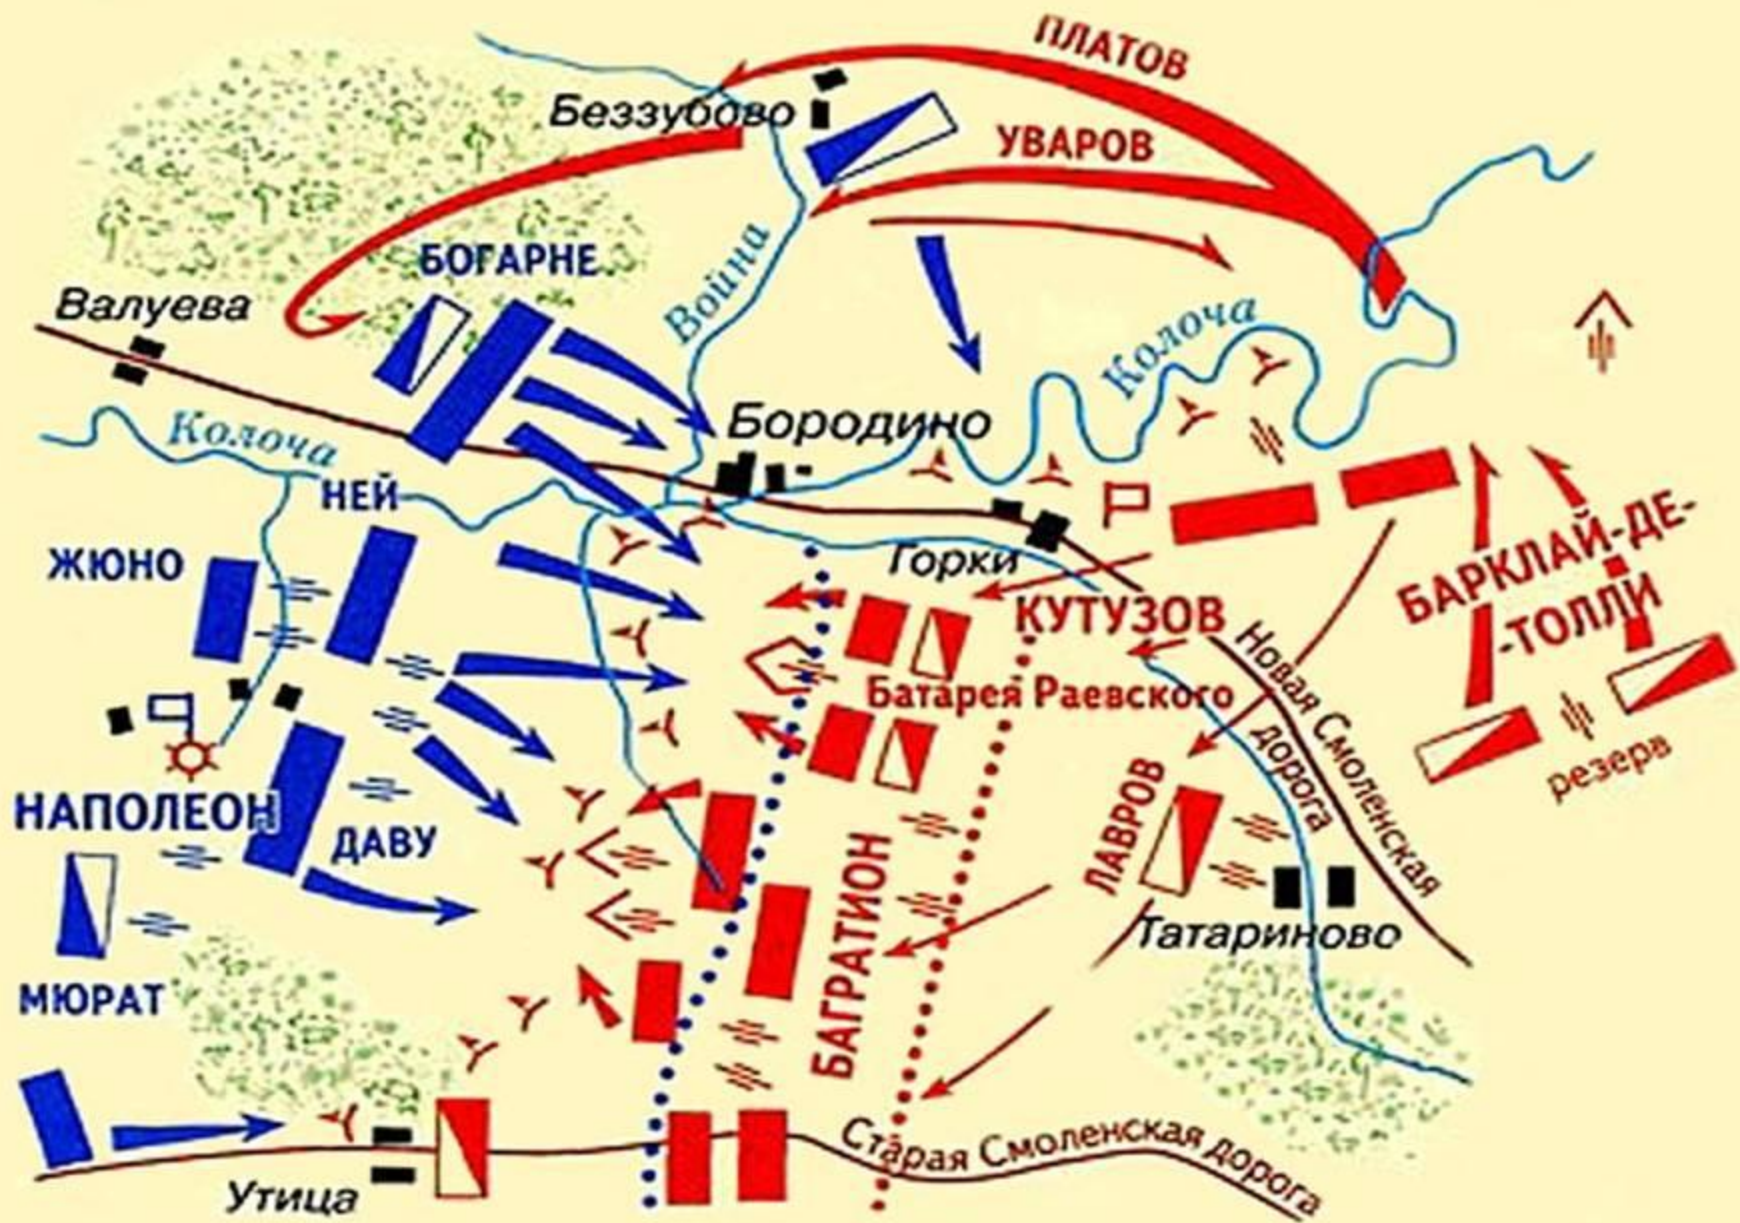 ПЛАТОВ
Беззубово
УВАРОВ
БОГАРНЕ
Война
Валуева
Колоча
Бородино
Колоча
НЕЙ
ЖЮНО
Горки
БАРКЛАЙ-ДЕ-
-ТОЛЛИ
КУТУЗОВ
Батарея Раевского
Новая Смоленская
дорога
резерв
НАПОЛЕОН
ДАВУ
ЛАВРОВ
БАГРАТИОН
Татариново
МЮРАТ
Старая Смоленская дорога
Утица